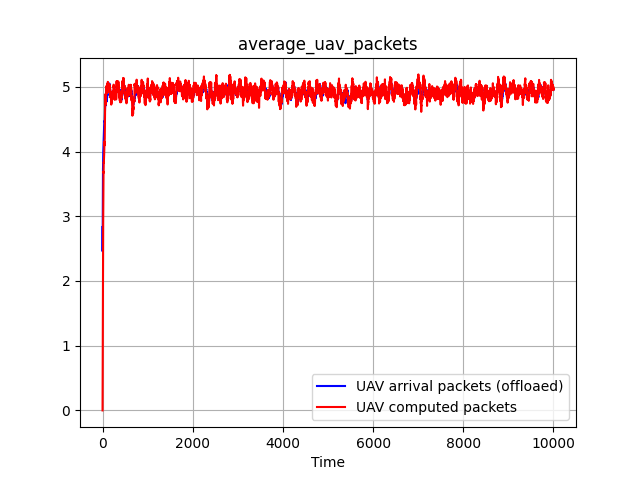 average_uav_packets
5
4
3
2
1
0
UAV arrival packets (offloaed)
UAV computed packets
0 2000 4000 6000 8000 10000
Time